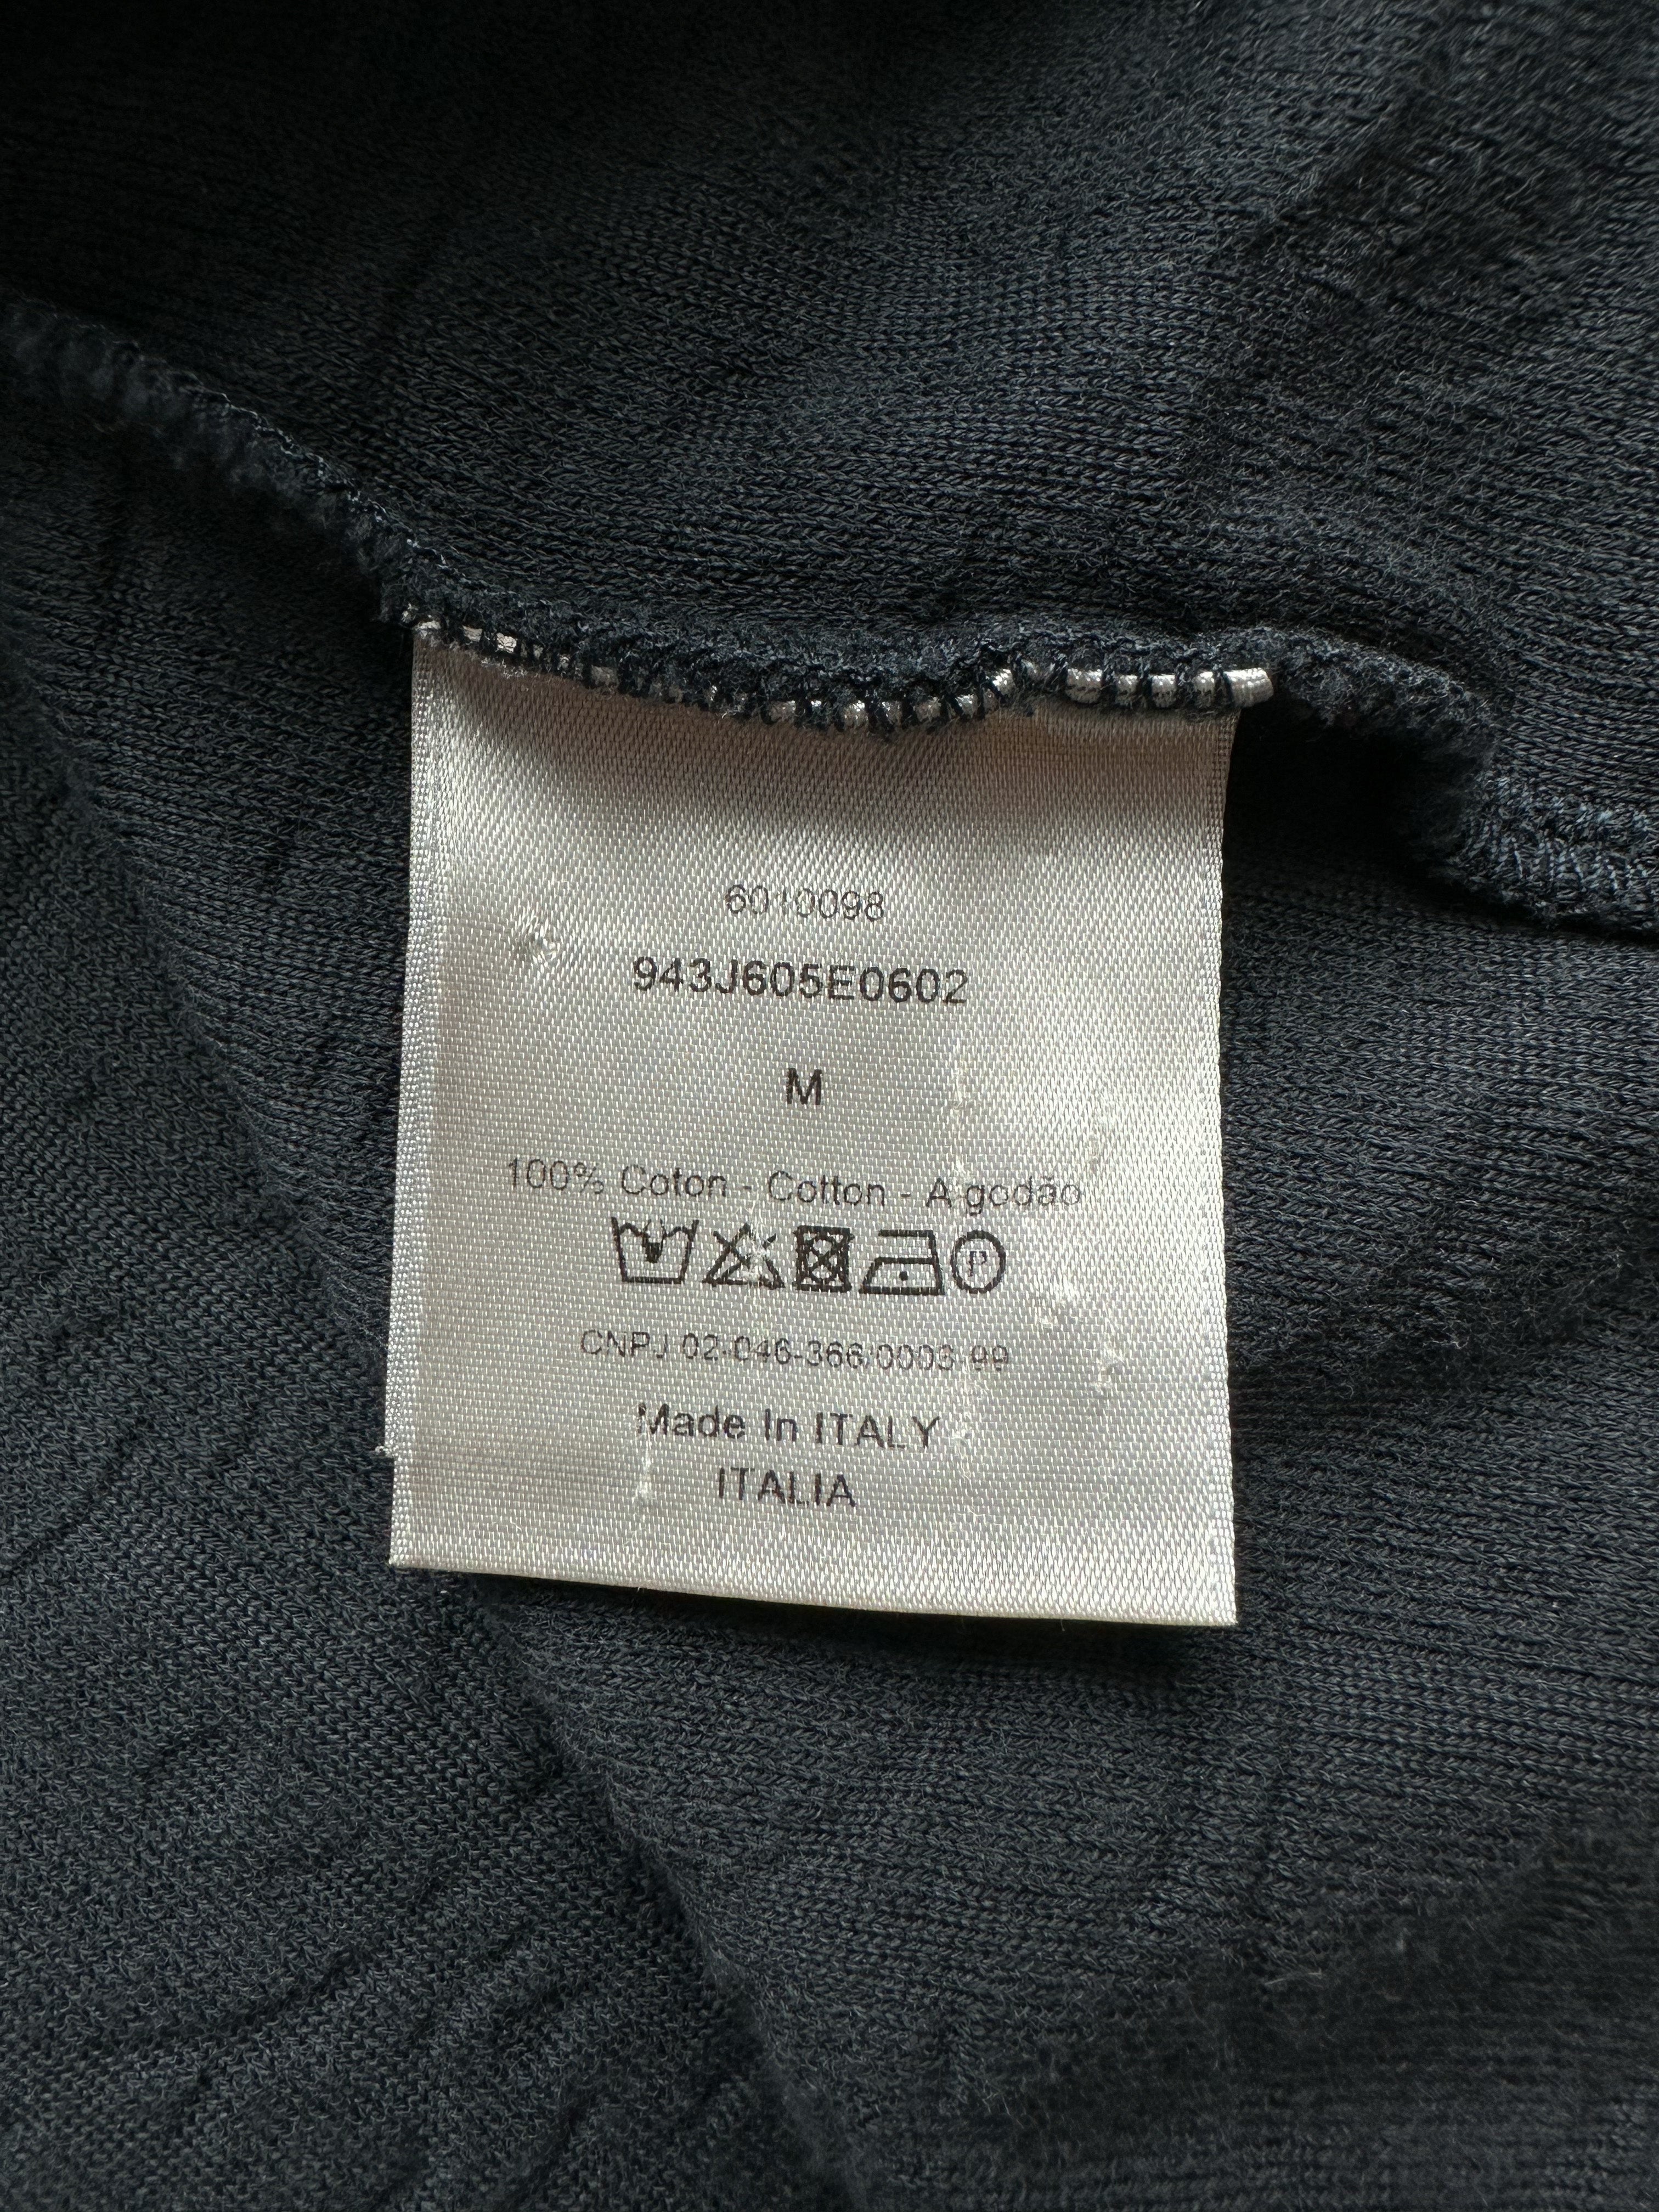 6010098
943J605E0602
M
100% Coton - Cotton - Algodão
P
CNPJ 02-046-366/0003-99
Made In ITALY
ITALIA